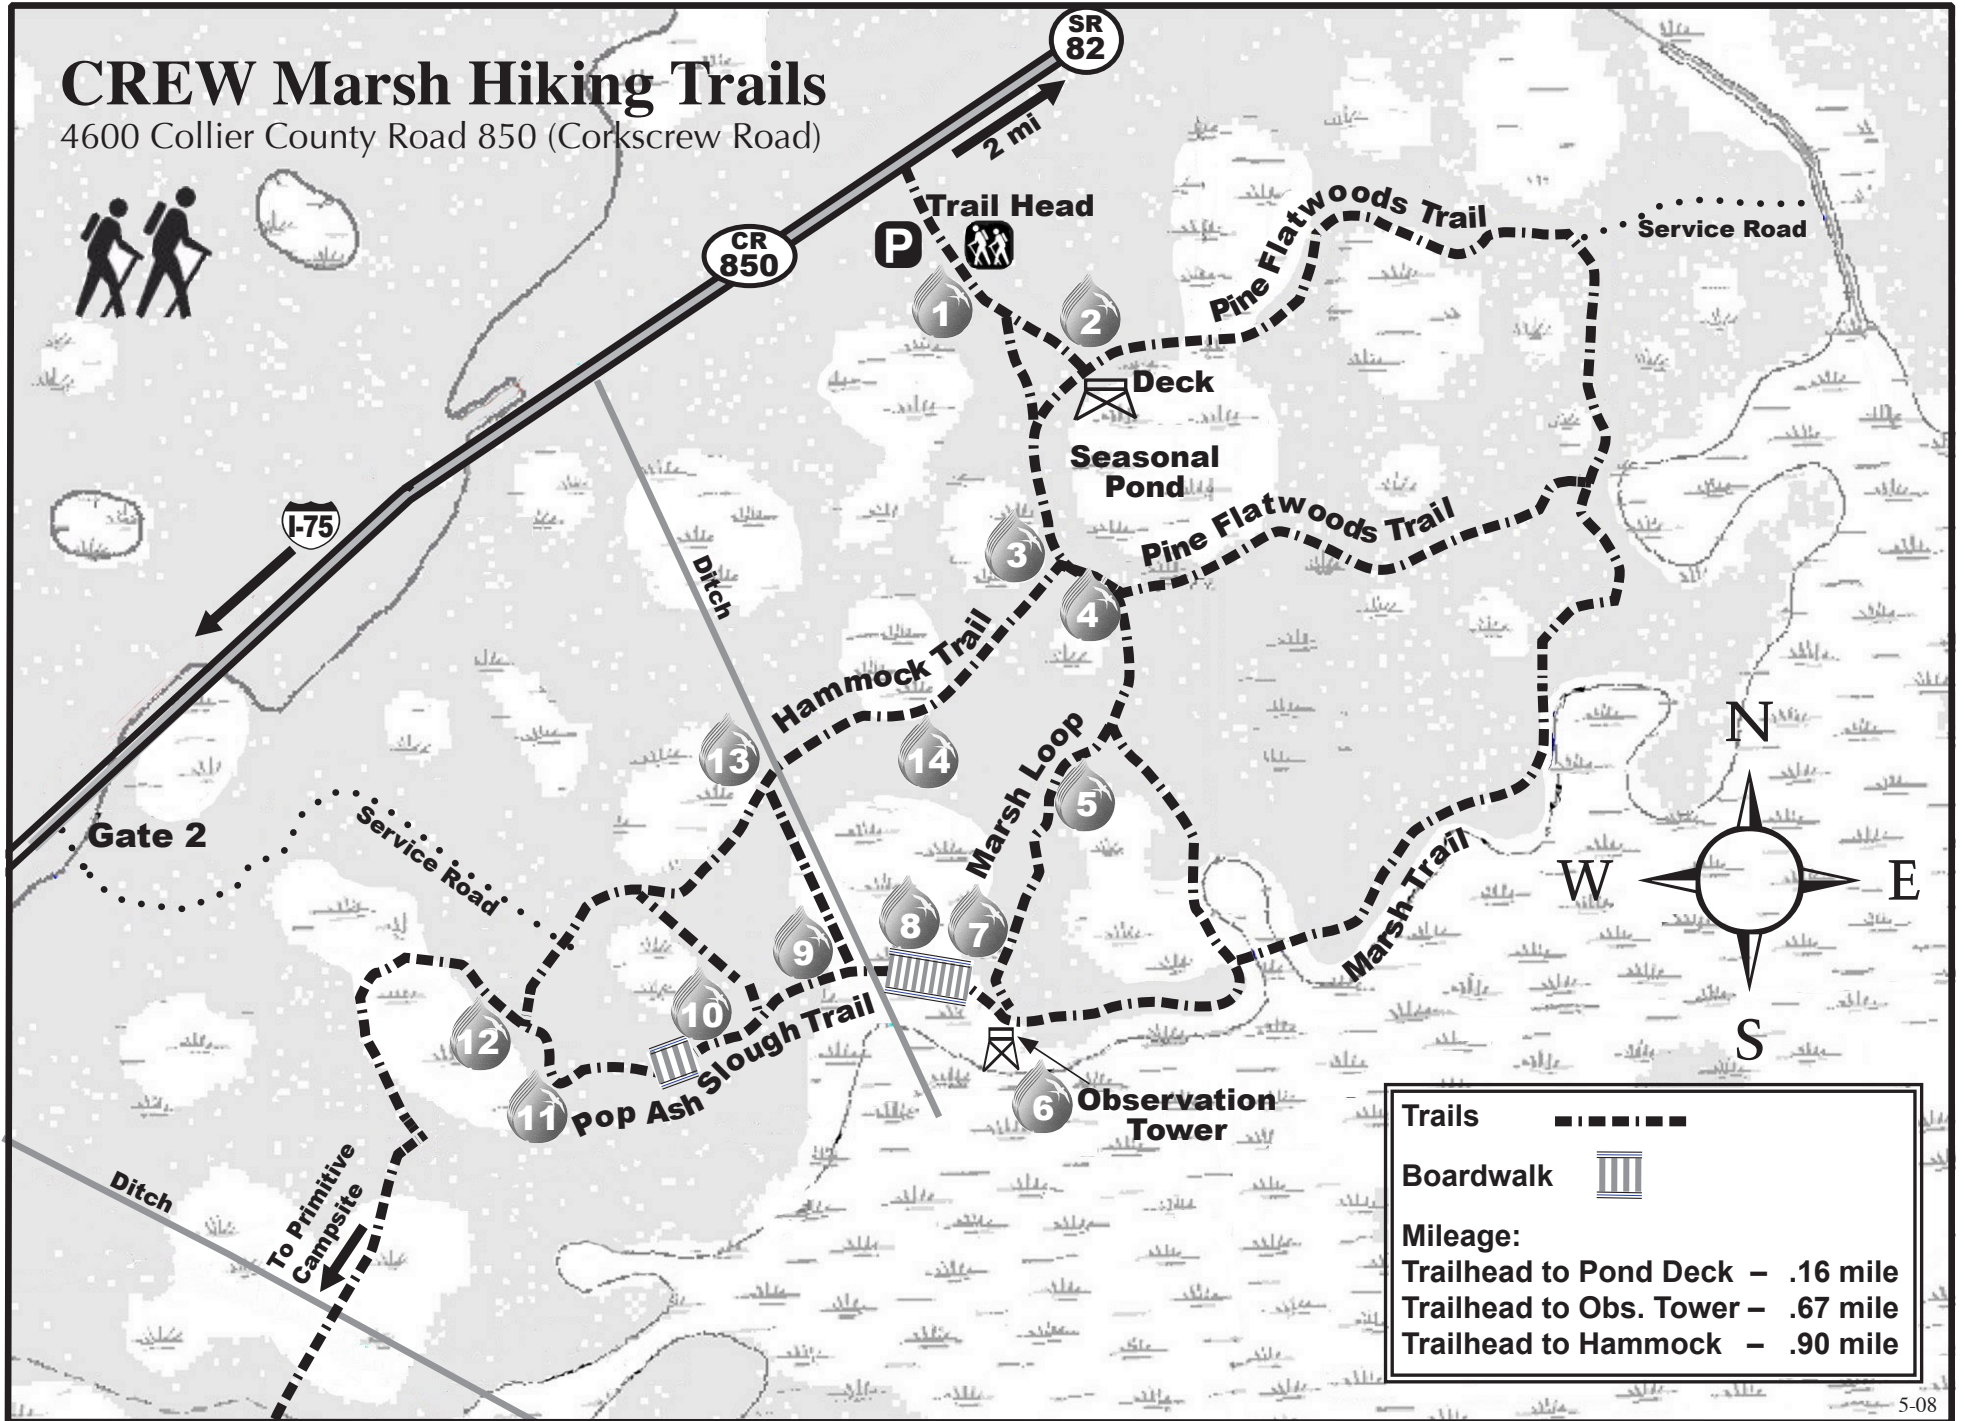 CREW Marsh Hiking Trails
4600 Collier County Road 850 (Corkscrew Road)
SR
82
2 mi
Trail Head
P
CR
850
Pine Flatwoods Trail
Service Road
1
2
Deck
Seasonal
Pond
I-75
Ditch
3
Pine Flatwoods Trail
4
Hammock Trail
13
14
Marsh Loop
5
N
W
E
S
Gate 2
Service Road
Marsh Trail
8
7
9
10
12
Pop Ash Slough Trail
11
6
Observation
Tower
Ditch
To Primitive
Campsite
Trails
Boardwalk
Mileage:
Trailhead to Pond Deck – .16 mile
Trailhead to Obs. Tower – .67 mile
Trailhead to Hammock – .90 mile
5-08